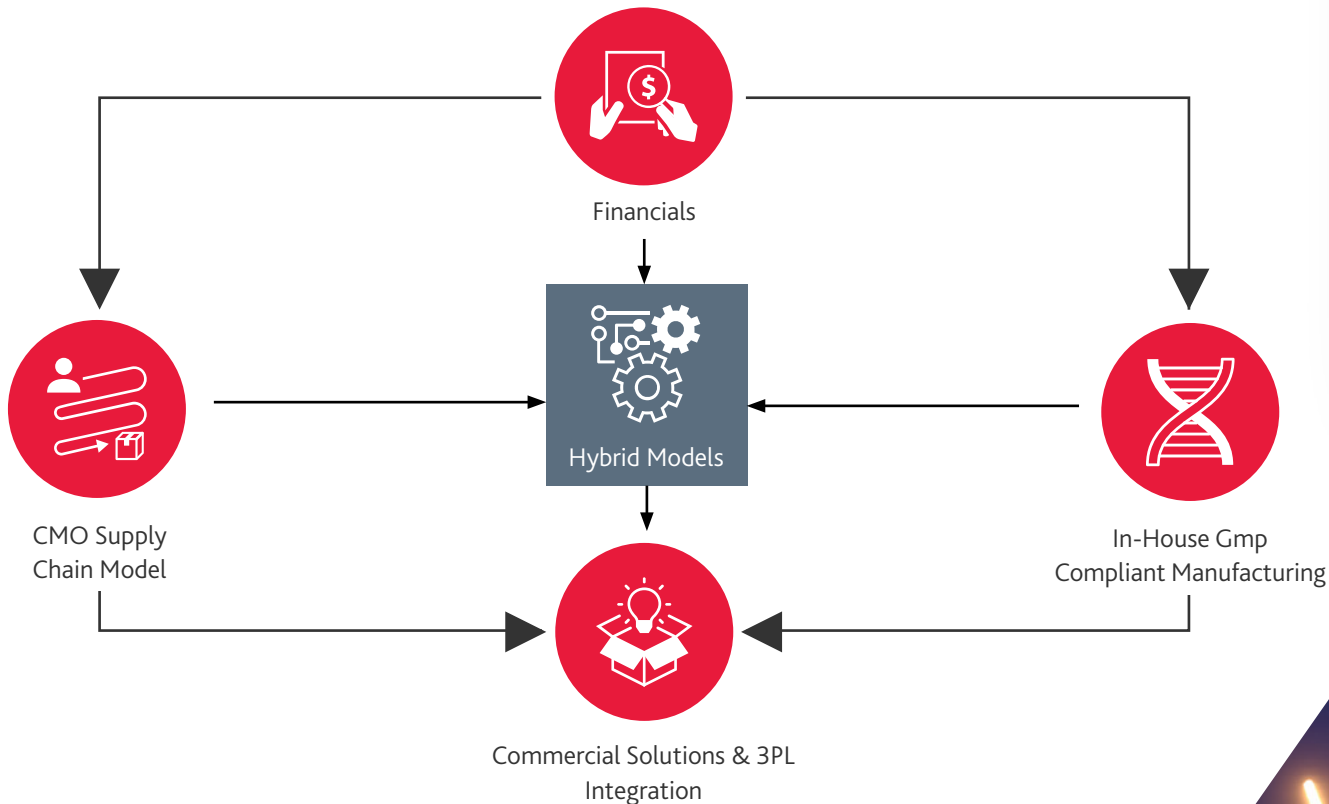 $
Financials
Hybrid Models
CMO Supply
Chain Model
In-House Gmp
Compliant Manufacturing
Commercial Solutions & 3PL
Integration